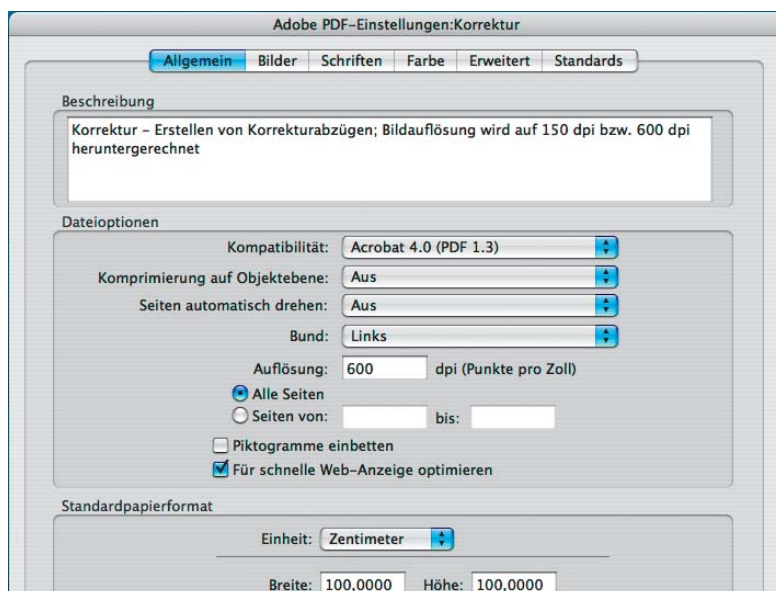 Adobe PDF-Einstellungen:Korrektur
Allgemein Bilder Schriften Farbe Erweitert Standards
Beschreibung
Korrektur – Erstellen von Korrekturabzügen; Bildauflösung wird auf 150 dpi bzw. 600 dpi
heruntergerechnet
Dateioptionen
Kompatibilität: Acrobat 4.0 (PDF 1.3)
Komprimierung auf Objektebene: Aus
Seiten automatisch drehen: Aus
Bund: Links
Auflösung: 600 dpi (Punkte pro Zoll)
Alle Seiten
Seiten von: bis:
Piktogramme einbetten
Für schnelle Web-Anzeige optimieren
Standardpapierformat
Einheit: Zentimeter
Breite: 100,0000 Höhe: 100,0000